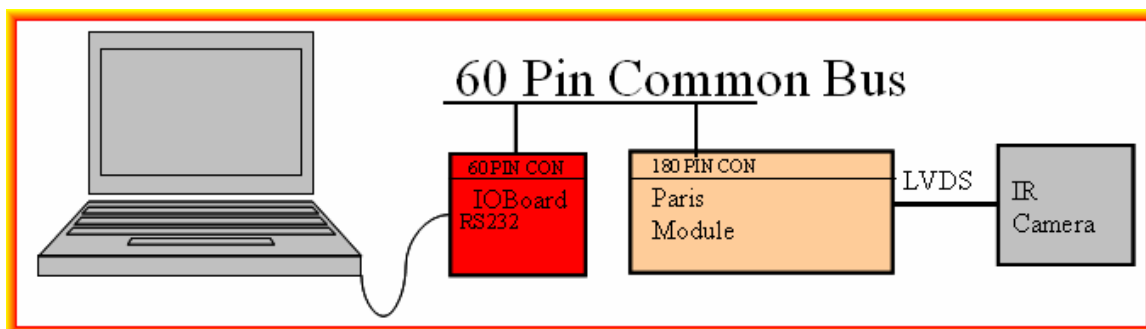 60 Pin Common Bus
60 PIN CON
IOBoard
RS232
180 PIN CON
Paris
Module
LVDS
IR
Camera